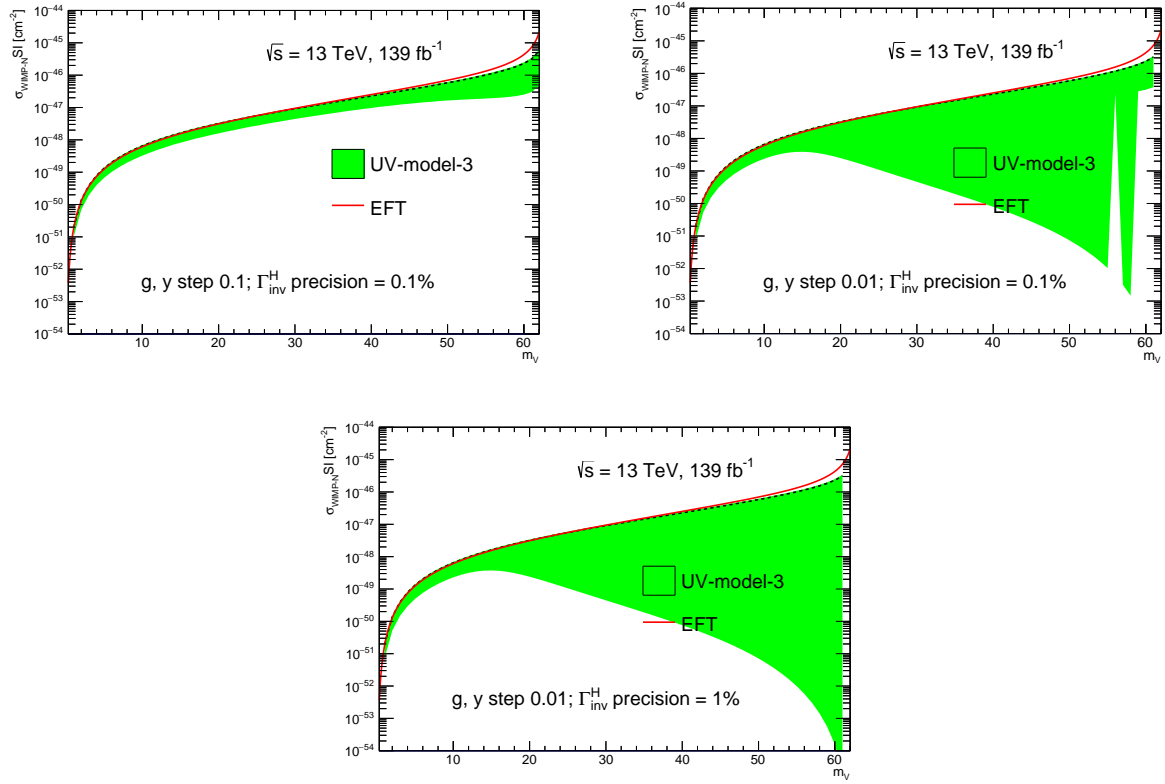 σ_WIMP-N SI [cm⁻²]
10⁻⁴⁴
10⁻⁴⁵
10⁻⁴⁶
10⁻⁴⁷
10⁻⁴⁸
10⁻⁴⁹
10⁻⁵⁰
10⁻⁵¹
10⁻⁵²
10⁻⁵³
10⁻⁵⁴
√s = 13 TeV, 139 fb⁻¹
UV-model-3
EFT
g, y step 0.1; Γ^H_inv precision = 0.1%
10 20 30 40 50 60
m_V
σ_WIMP-N SI [cm⁻²]
10⁻⁴⁴
10⁻⁴⁵
10⁻⁴⁶
10⁻⁴⁷
10⁻⁴⁸
10⁻⁴⁹
10⁻⁵⁰
10⁻⁵¹
10⁻⁵²
10⁻⁵³
10⁻⁵⁴
√s = 13 TeV, 139 fb⁻¹
UV-model-3
EFT
g, y step 0.01; Γ^H_inv precision = 0.1%
10 20 30 40 50 60
m_V
σ_WIMP-N SI [cm⁻²]
10⁻⁴⁴
10⁻⁴⁵
10⁻⁴⁶
10⁻⁴⁷
10⁻⁴⁸
10⁻⁴⁹
10⁻⁵⁰
10⁻⁵¹
10⁻⁵²
10⁻⁵³
10⁻⁵⁴
√s = 13 TeV, 139 fb⁻¹
UV-model-3
EFT
g, y step 0.01; Γ^H_inv precision = 1%
10 20 30 40 50 60
m_V